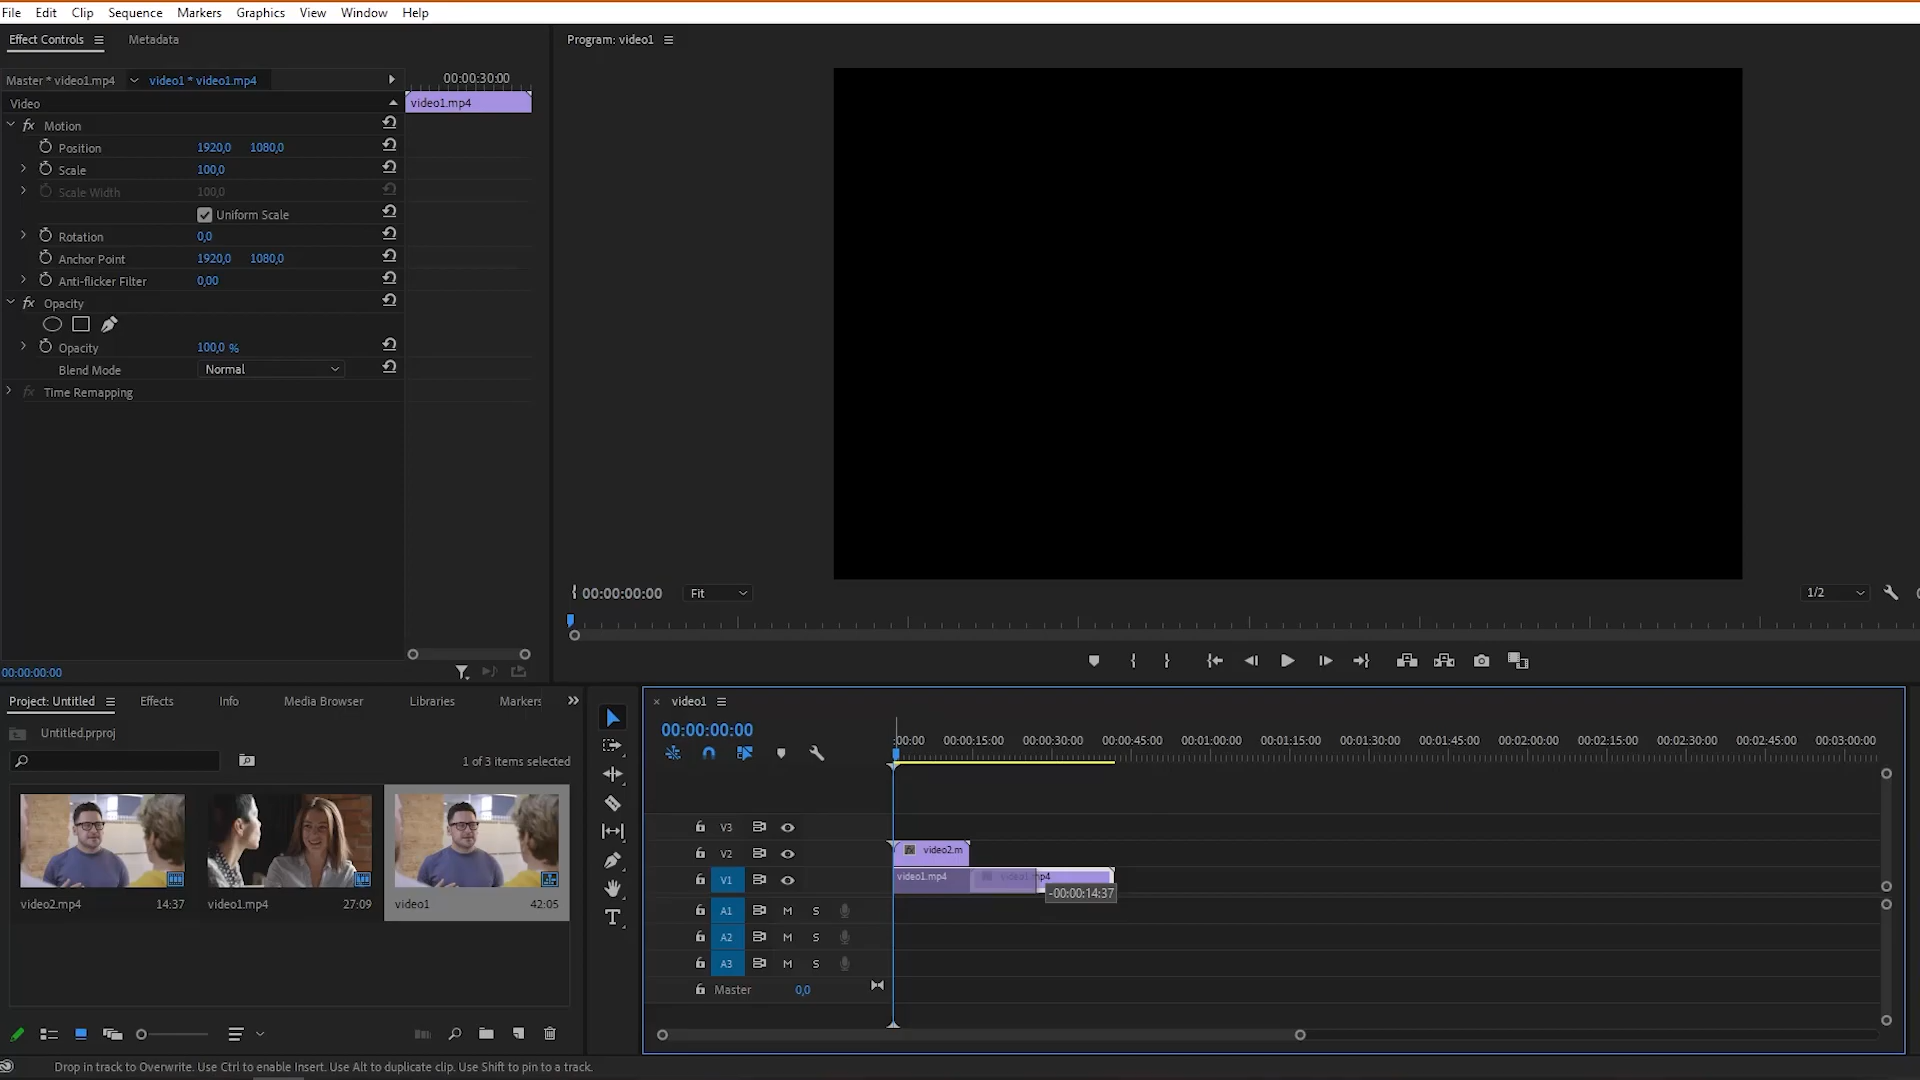 File Edit Clip Sequence Markers Graphics View Window Help
Effect Controls Metadata
Program: video1
Master * video1.mp4 video1 * video1.mp4
00:00:30:00
Video
video1.mp4
fx Motion
Position 1920,0 1080,0
Scale 100,0
Scale Width 100,0
Uniform Scale
Rotation 0,0
Anchor Point 1920,0 1080,0
Anti-flicker Filter 0,00
fx Opacity
Opacity 100,0 %
Blend Mode Normal
fx Time Remapping
00:00:00:00
00:00:00:00 Fit 1/2
Project: Untitled Effects Info Media Browser Libraries Markers
Untitled.prproj
1 of 3 items selected
video2.mp4 14:37
video1.mp4 27:09
video1 42:05
video1
00:00:00:00
:00:00 00:00:15:00 00:00:30:00 00:00:45:00 00:01:00:00 00:01:15:00 00:01:30:00 00:01:45:00 00:02:00:00 00:02:15:00 00:02:30:00 00:02:45:00 00:03:00:00
V3
V2 video2.m
V1 video1.mp4
-00:00:14:37
A1 M S
A2 M S
A3 M S
Master 0,0
Drop in track to Overwrite. Use Ctrl to enable Insert. Use Alt to duplicate clip. Use Shift to pin to a track.